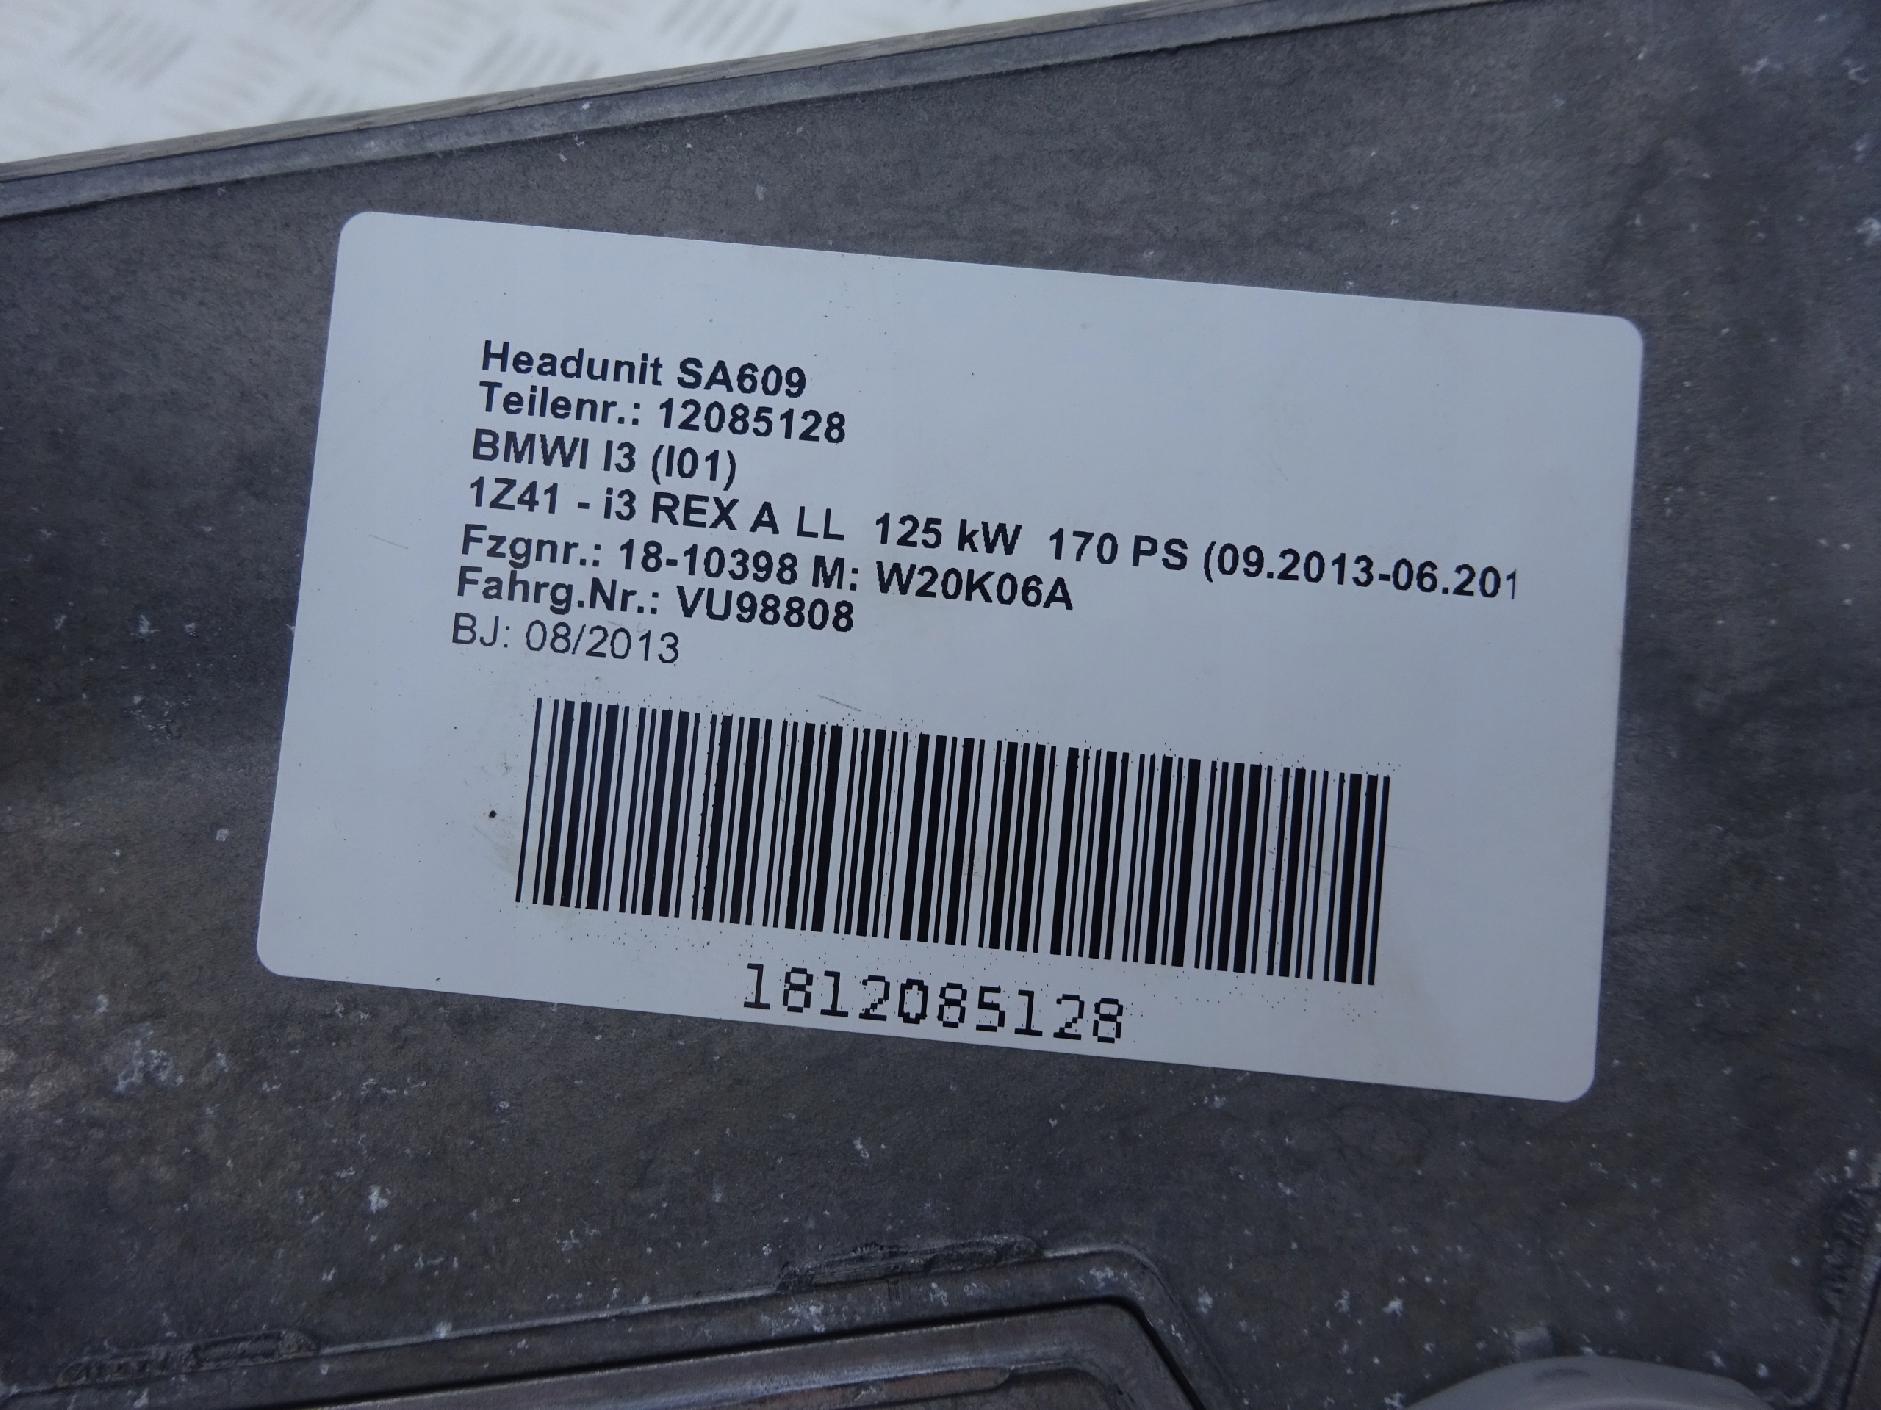 Headunit SA609
Teilenr.: 12085128
BMWI I3 (I01)
1Z41 - i3 REX A LL  125 kW  170 PS (09.2013-06.201
Fzgnr.: 18-10398 M: W20K06A
Fahrg.Nr.: VU98808
BJ: 08/2013
1812085128